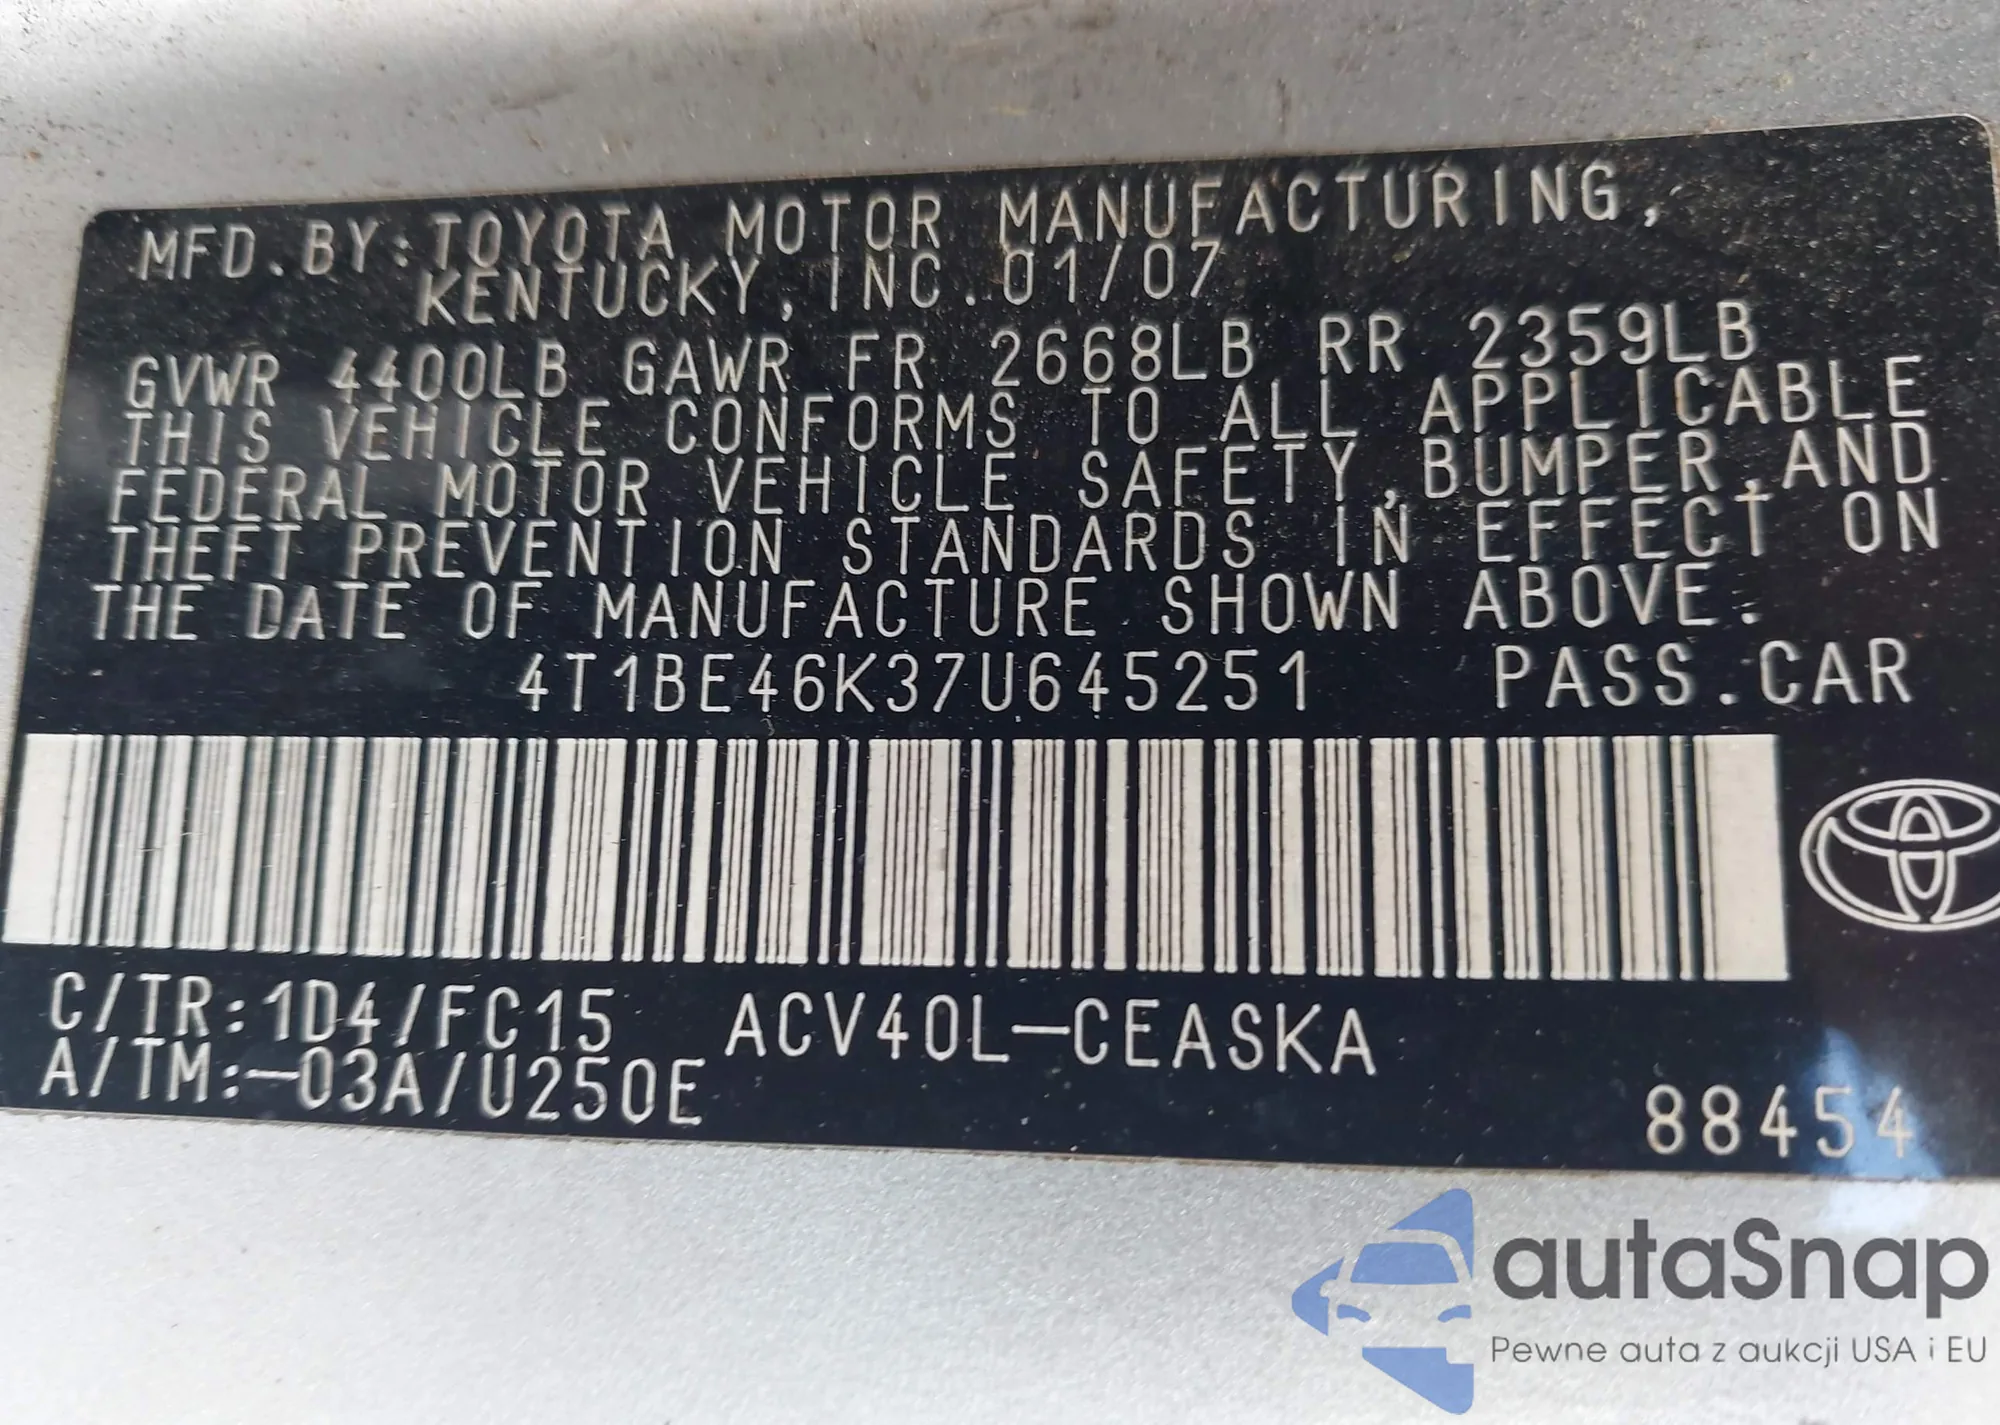 MFD.BY:TOYOTA MOTOR MANUFACTURING,
KENTUCKY, INC. 01/07
GVWR 4400LB GAWR FR 2668LB RR 2359LB
THIS VEHICLE CONFORMS TO ALL APPLICABLE
FEDERAL MOTOR VEHICLE SAFETY,BUMPER,AND
THEFT PREVENTION STANDARDS IN EFFECT ON
THE DATE OF MANUFACTURE SHOWN ABOVE.
4T1BE46K37U645251 PASS.CAR
C/TR:1D4/FC15 ACV40L-CEASKA
A/TM:-03A/U250E
88454
autaSnap
Pewne auta z aukcji USA i EU